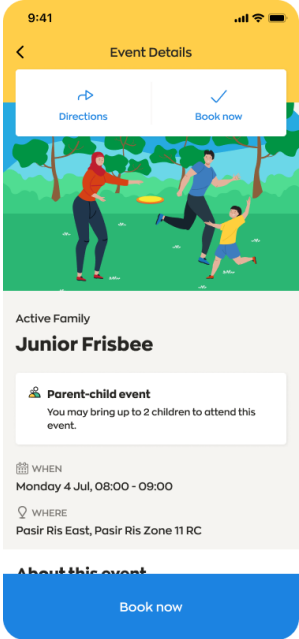 9:41
Event Details
Directions
Book now
Active Family
Junior Frisbee
Parent-child event
You may bring up to 2 children to attend this
event.
WHEN
Monday 4 Jul, 08:00 - 09:00
WHERE
Pasir Ris East, Pasir Ris Zone 11 RC
About this event
Book now